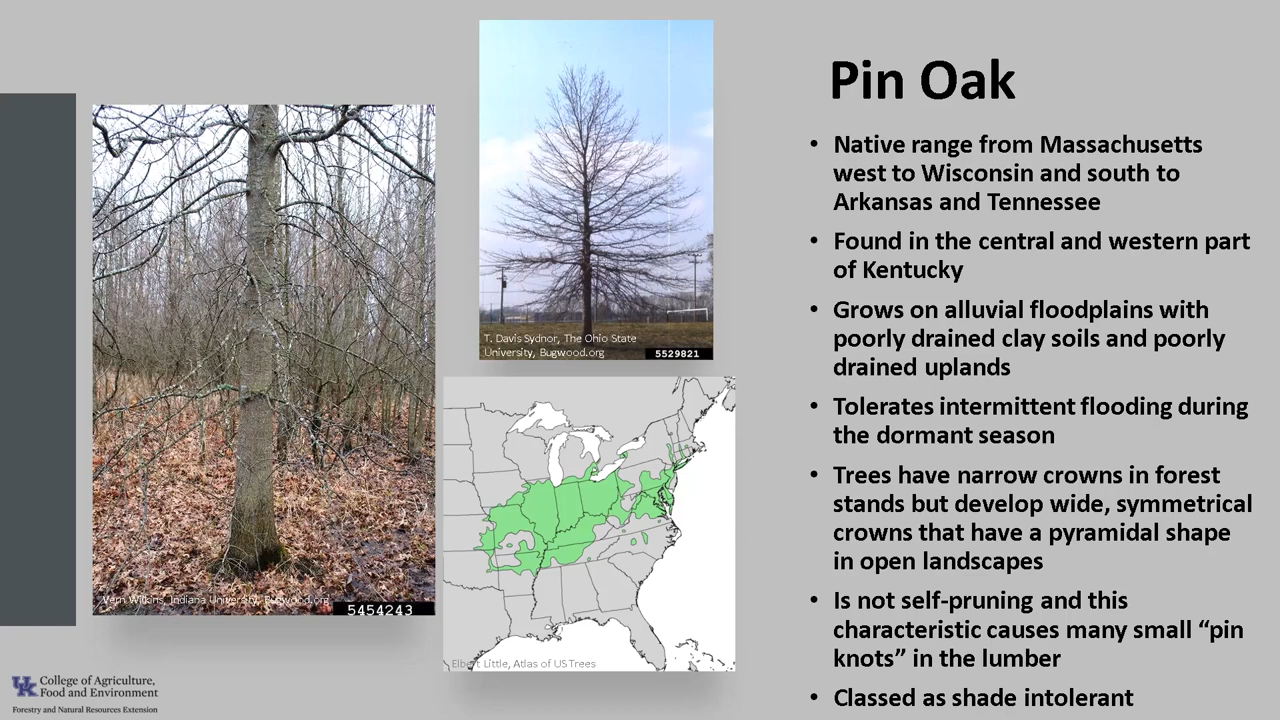 Pin Oak
• Native range from Massachusetts
west to Wisconsin and south to
Arkansas and Tennessee
• Found in the central and western part
of Kentucky
• Grows on alluvial floodplains with
poorly drained clay soils and poorly
drained uplands
• Tolerates intermittent flooding during
the dormant season
• Trees have narrow crowns in forest
stands but develop wide, symmetrical
crowns that have a pyramidal shape
in open landscapes
• Is not self-pruning and this
characteristic causes many small “pin
knots” in the lumber
• Classed as shade intolerant
T. Davis Sydnor, The Ohio State
University, Bugwood.org
5529821
Vern Wilkins, Indiana University, Bugwood.org
5454243
Elbert Little, Atlas of US Trees
UK
College of Agriculture,
Food and Environment
Forestry and Natural Resources Extension